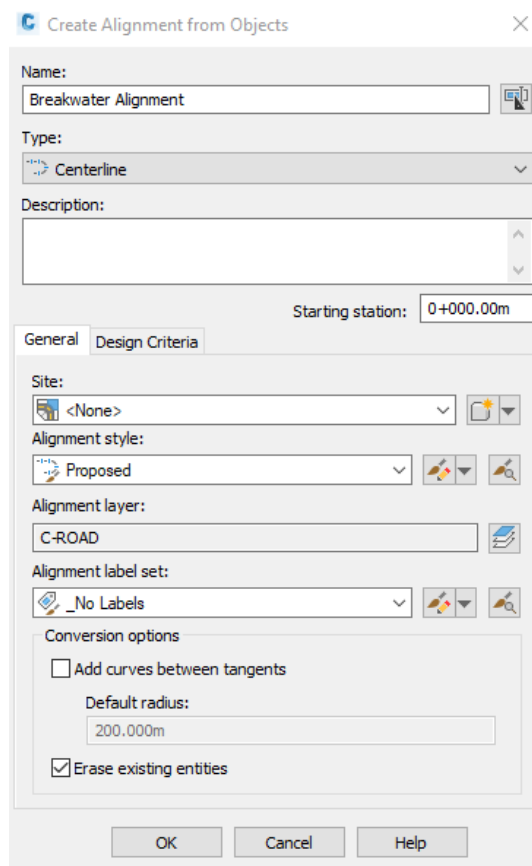 Create Alignment from Objects
Name:
Breakwater Alignment
Type:
Centerline
Description:
Starting station: 0+000.00m
General Design Criteria
Site:
<None>
Alignment style:
Proposed
Alignment layer:
C-ROAD
Alignment label set:
_No Labels
Conversion options
Add curves between tangents
Default radius:
200.000m
Erase existing entities
OK Cancel Help